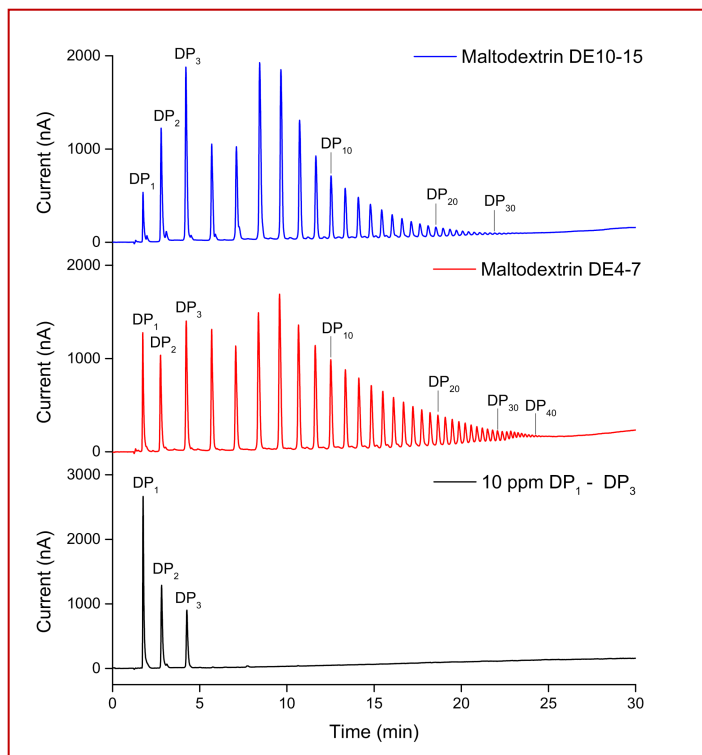 Maltodextrin DE10-15
Current (nA)
2000
1000
0
DP₁
DP₂
DP₃
DP₁₀
DP₂₀
DP₃₀
Maltodextrin DE4-7
Current (nA)
2000
1000
0
DP₁
DP₂
DP₃
DP₁₀
DP₂₀
DP₃₀
DP₄₀
10 ppm DP₁ - DP₃
Current (nA)
3000
2000
1000
0
DP₁
DP₂
DP₃
0 5 10 15 20 25 30
Time (min)